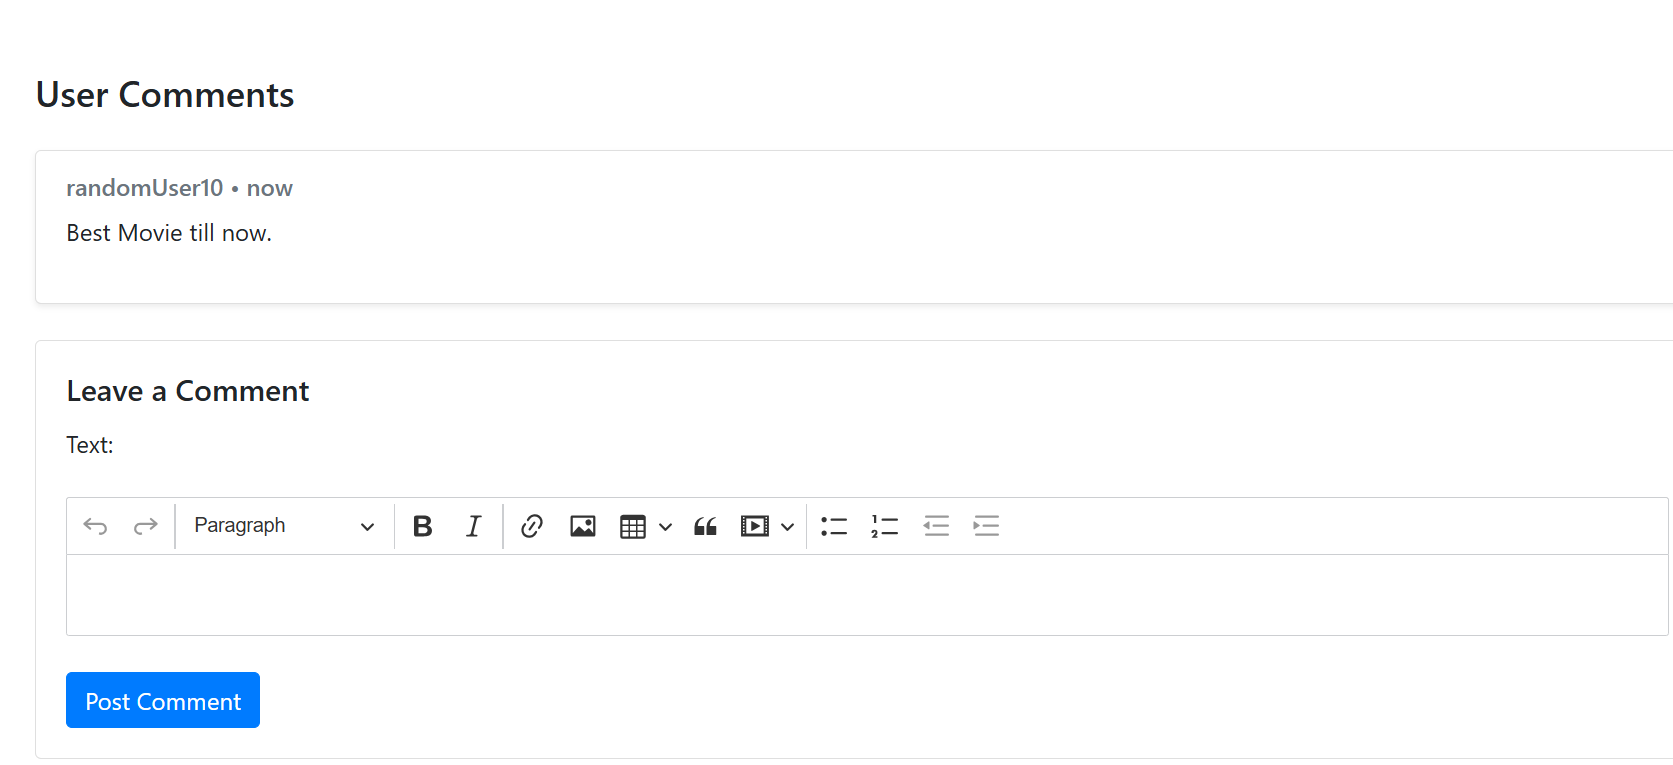 User Comments
randomUser10 • now
Best Movie till now.
Leave a Comment
Text:
Paragraph
Post Comment